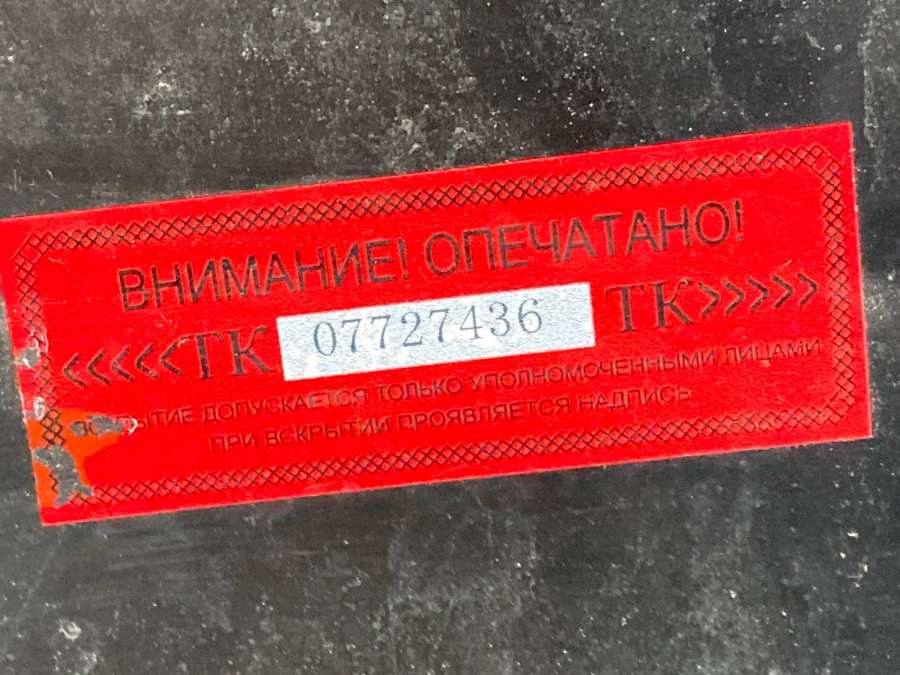 ВНИМАНИЕ! ОПЕЧАТАНО!
<<<<<ТК 07727436 ТК>>>>>
ВСКРЫТИЕ ДОПУСКАЕТСЯ ТОЛЬКО УПОЛНОМОЧЕННЫМИ ЛИЦАМИ
ПРИ ВСКРЫТИИ ПРОЯВЛЯЕТСЯ НАДПИСЬ